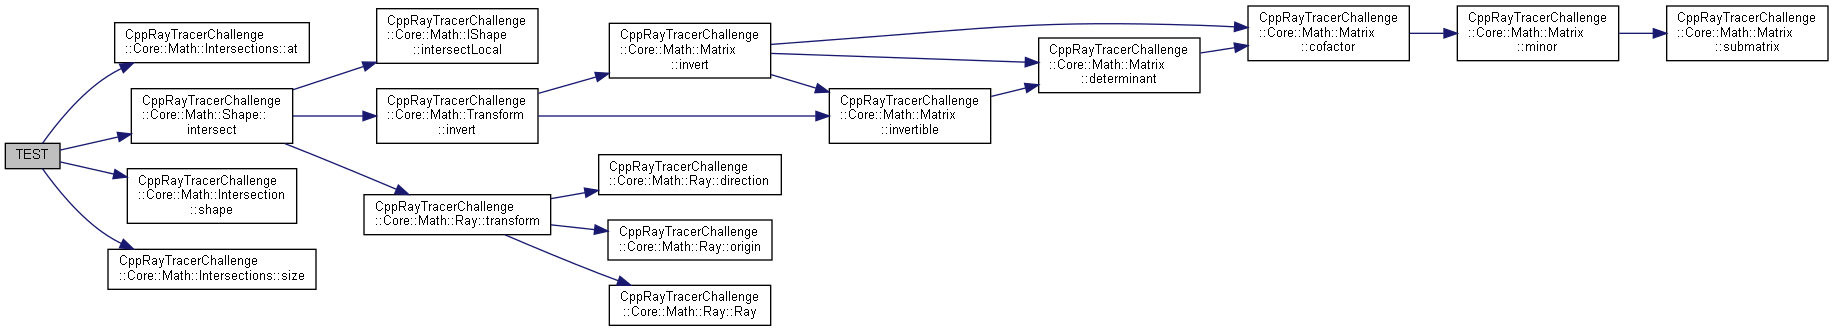 TEST
CppRayTracerChallenge
::Core::Math::Intersections::at
CppRayTracerChallenge
::Core::Math::Shape::
intersect
CppRayTracerChallenge
::Core::Math::Intersection
::shape
CppRayTracerChallenge
::Core::Math::Intersections::size
CppRayTracerChallenge
::Core::Math::IShape
::intersectLocal
CppRayTracerChallenge
::Core::Math::Transform
::invert
CppRayTracerChallenge
::Core::Math::Ray::transform
CppRayTracerChallenge
::Core::Math::Matrix
::invert
CppRayTracerChallenge
::Core::Math::Ray::direction
CppRayTracerChallenge
::Core::Math::Ray::origin
CppRayTracerChallenge
::Core::Math::Ray::Ray
CppRayTracerChallenge
::Core::Math::Matrix
::invertible
CppRayTracerChallenge
::Core::Math::Matrix
::determinant
CppRayTracerChallenge
::Core::Math::Matrix
::cofactor
CppRayTracerChallenge
::Core::Math::Matrix
::minor
CppRayTracerChallenge
::Core::Math::Matrix
::submatrix